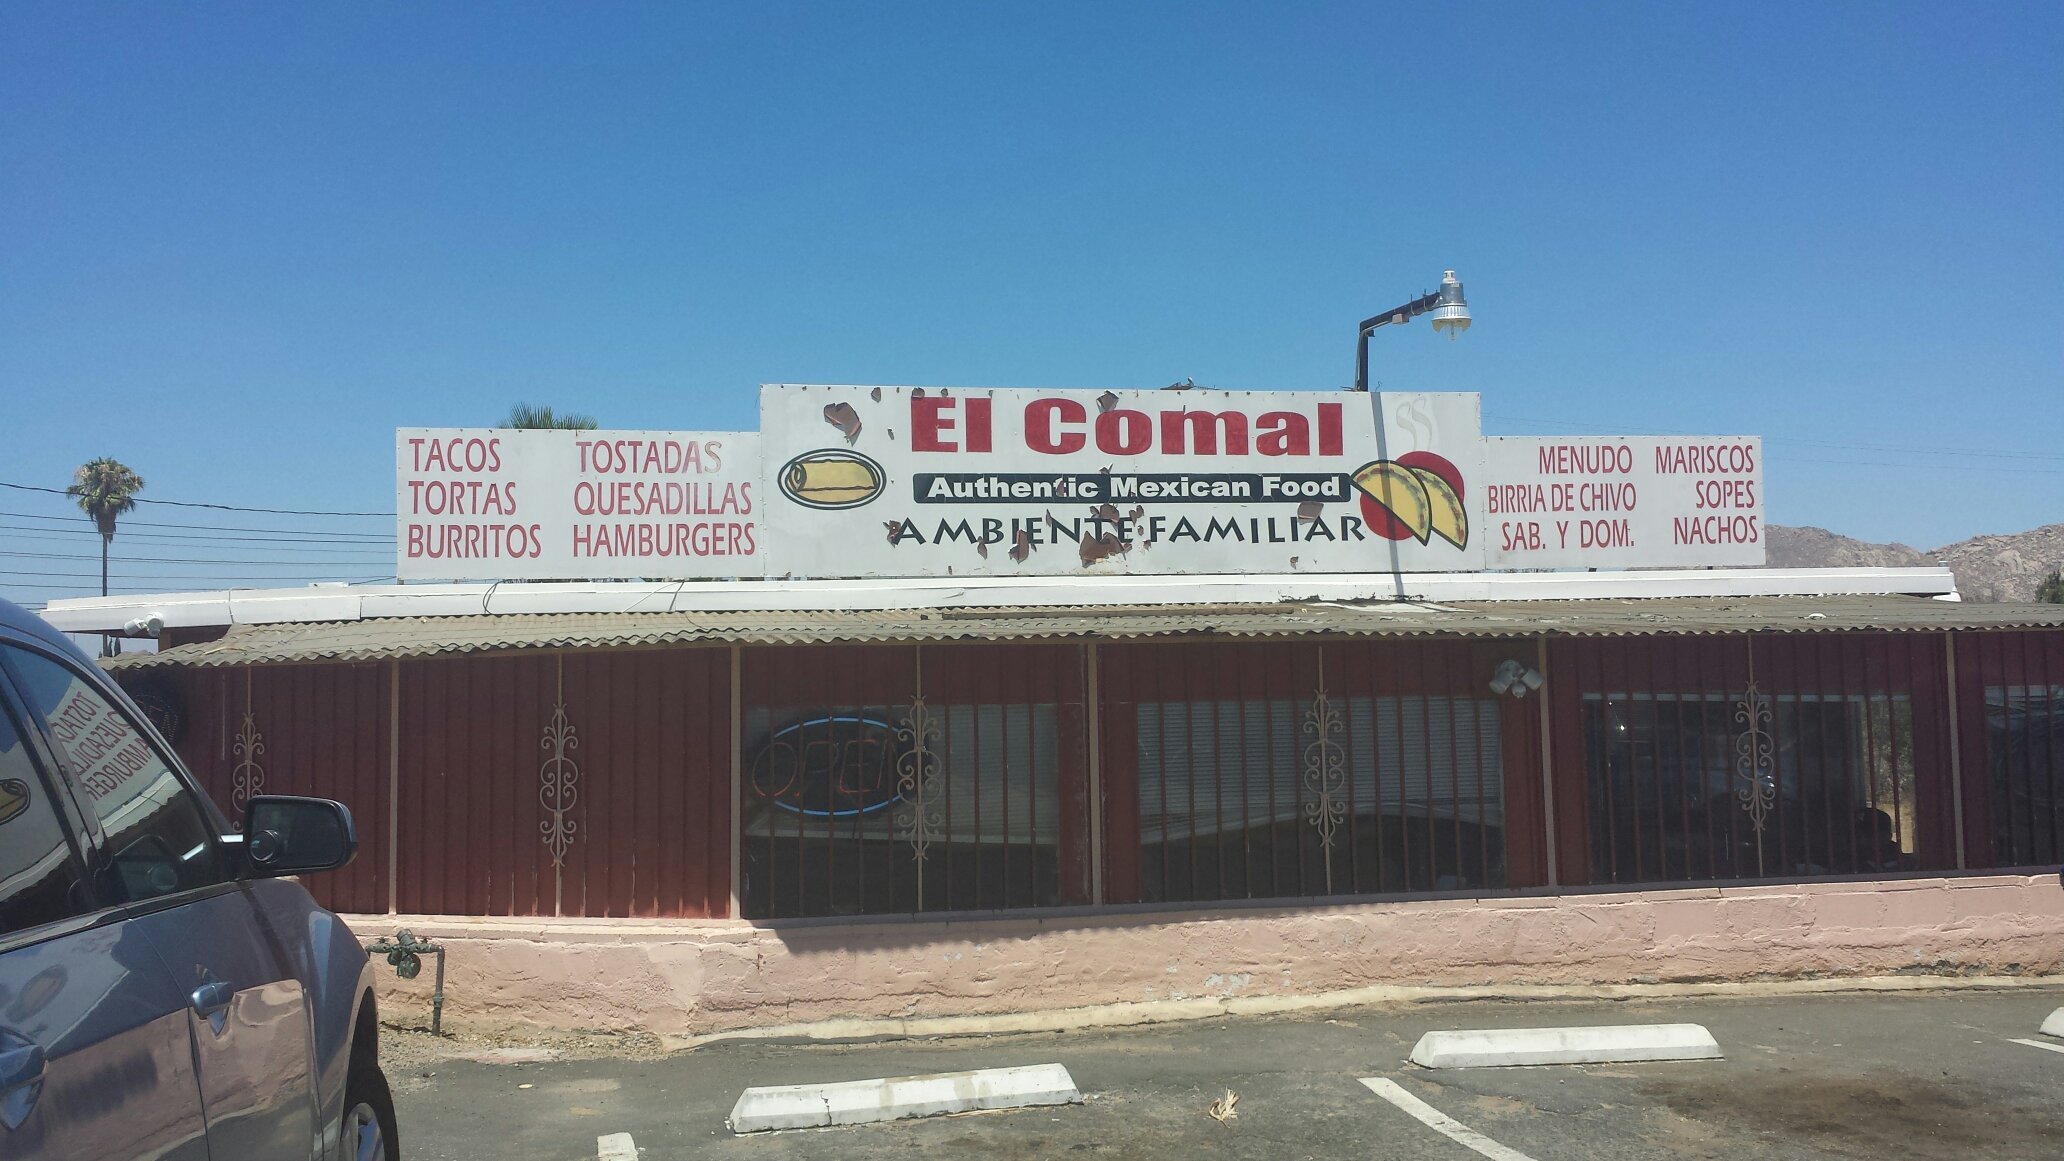 TACOS
TORTAS
BURRITOS
TOSTADAS
QUESADILLAS
HAMBURGERS
El Comal
Authentic Mexican Food
AMBIENTE FAMILIAR
MENUDO
BIRRIA DE CHIVO
SAB. Y DOM.
MARISCOS
SOPES
NACHOS
OPEN